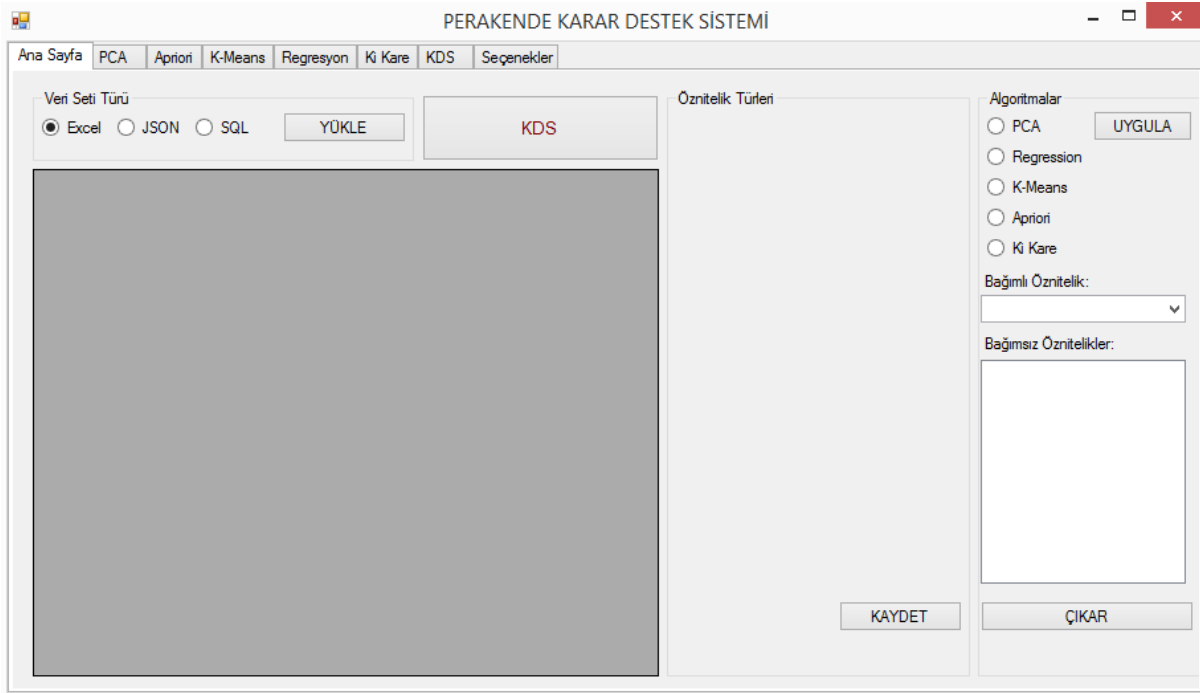 PERAKENDE KARAR DESTEK SİSTEMİ
Ana Sayfa PCA Apriori K-Means Regresyon Ki Kare KDS Seçenekler
Veri Seti Türü
Excel JSON SQL YÜKLE
KDS
Öznitelik Türleri
KAYDET
Algoritmalar
PCA UYGULA
Regression
K-Means
Apriori
Ki Kare
Bağımlı Öznitelik:
Bağımsız Öznitelikler:
ÇIKAR